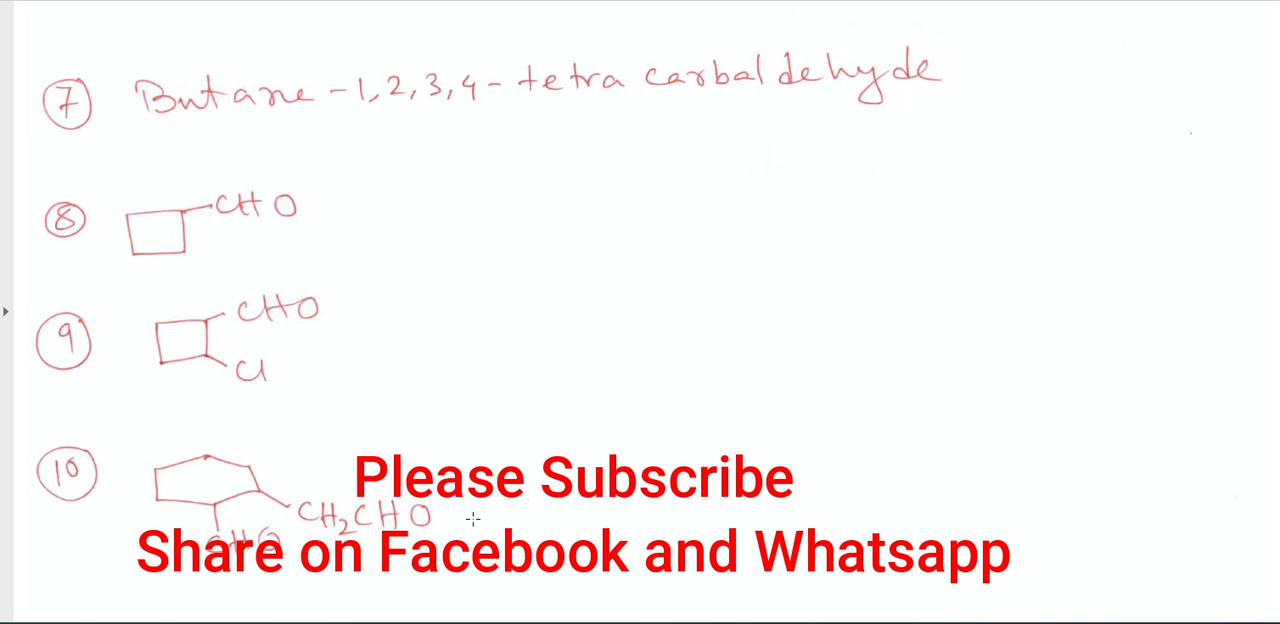 7 Butane-1,2,3,4-tetra carbaldehyde
8 CHO
9 CHO
Cl
10 Please Subscribe
CH₂CHO
CHO
Share on Facebook and Whatsapp